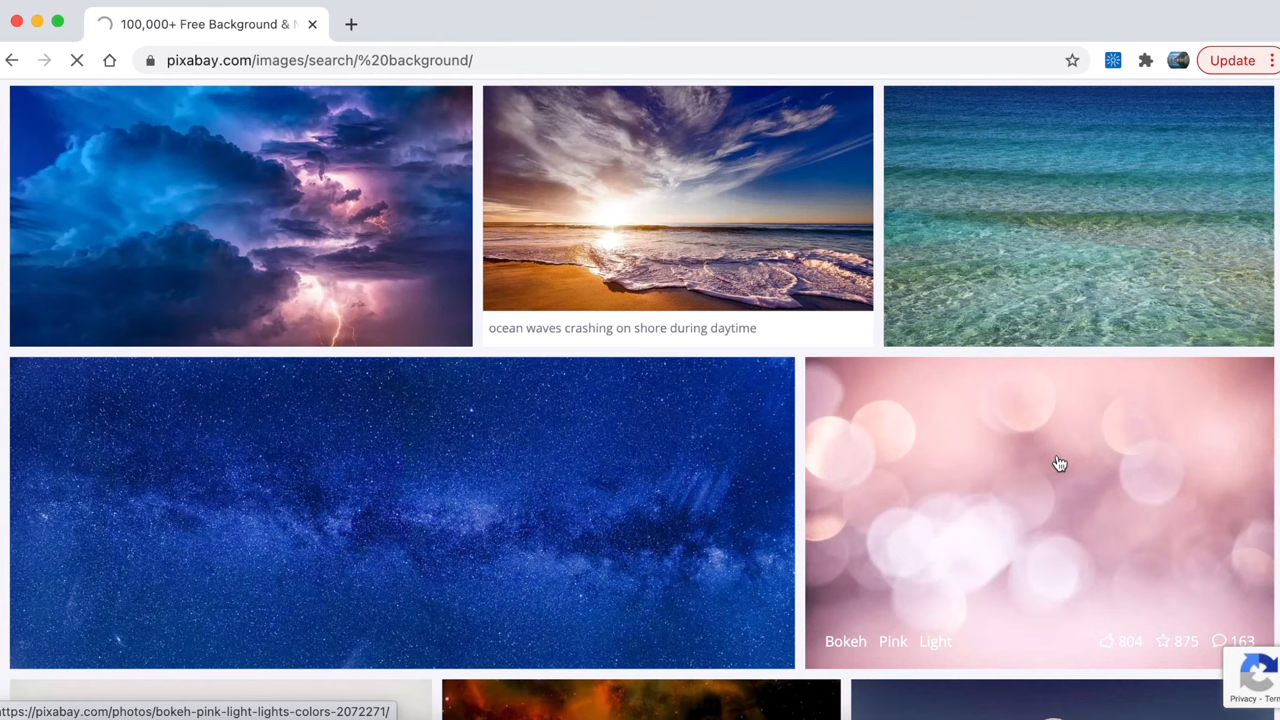 100,000+ Free Background &
pixabay.com/images/search/%20background/
Update
ocean waves crashing on shore during daytime
Bokeh Pink Light 804 875 163
Privacy - Tern
ttps://pixabay.com/photos/bokeh-pink-light-lights-colors-2072271/